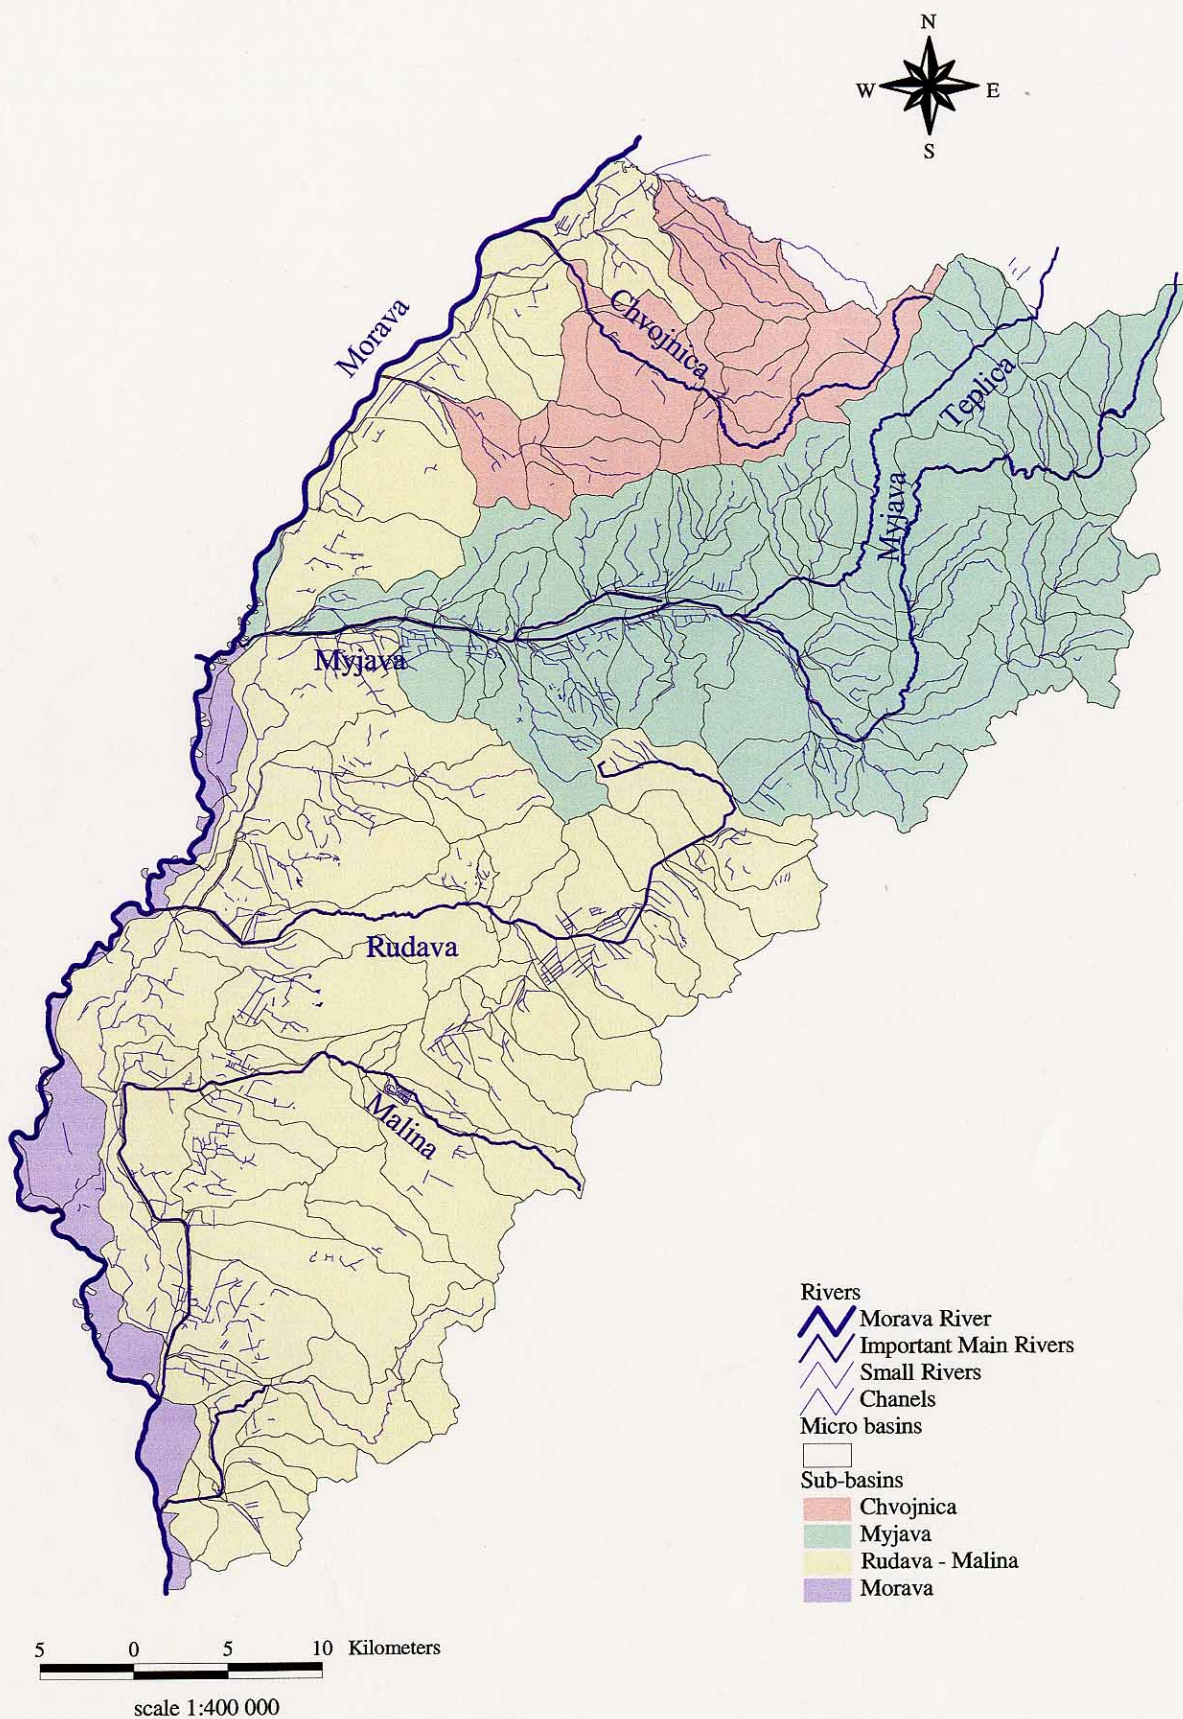 N
W E
S
Morava
Chvojnica
Teplica
Myjava
Myjava
Rudava
Malina
Rivers
Morava River
Important Main Rivers
Small Rivers
Chanels
Micro basins
Sub-basins
Chvojnica
Myjava
Rudava - Malina
Morava
5 0 5 10 Kilometers
scale 1:400 000